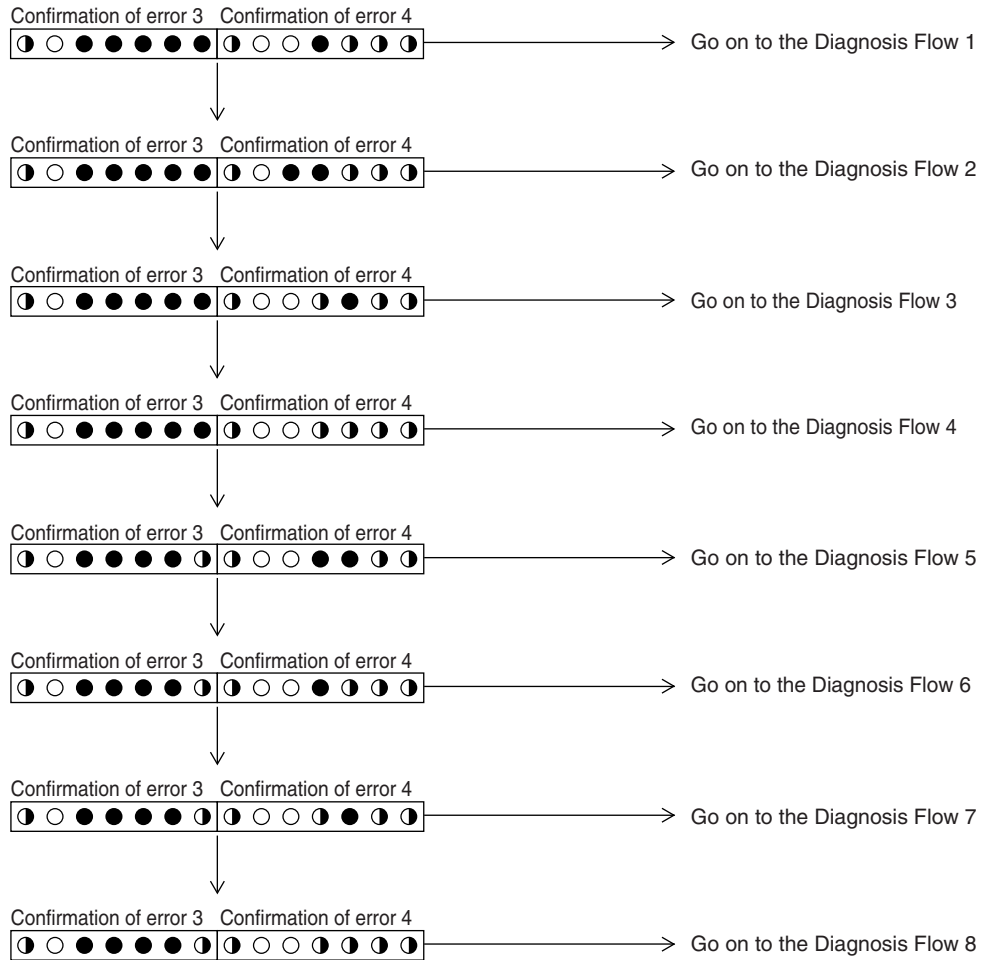 Confirmation of error 3 Confirmation of error 4
Go on to the Diagnosis Flow 1
Confirmation of error 3 Confirmation of error 4
Go on to the Diagnosis Flow 2
Confirmation of error 3 Confirmation of error 4
Go on to the Diagnosis Flow 3
Confirmation of error 3 Confirmation of error 4
Go on to the Diagnosis Flow 4
Confirmation of error 3 Confirmation of error 4
Go on to the Diagnosis Flow 5
Confirmation of error 3 Confirmation of error 4
Go on to the Diagnosis Flow 6
Confirmation of error 3 Confirmation of error 4
Go on to the Diagnosis Flow 7
Confirmation of error 3 Confirmation of error 4
Go on to the Diagnosis Flow 8